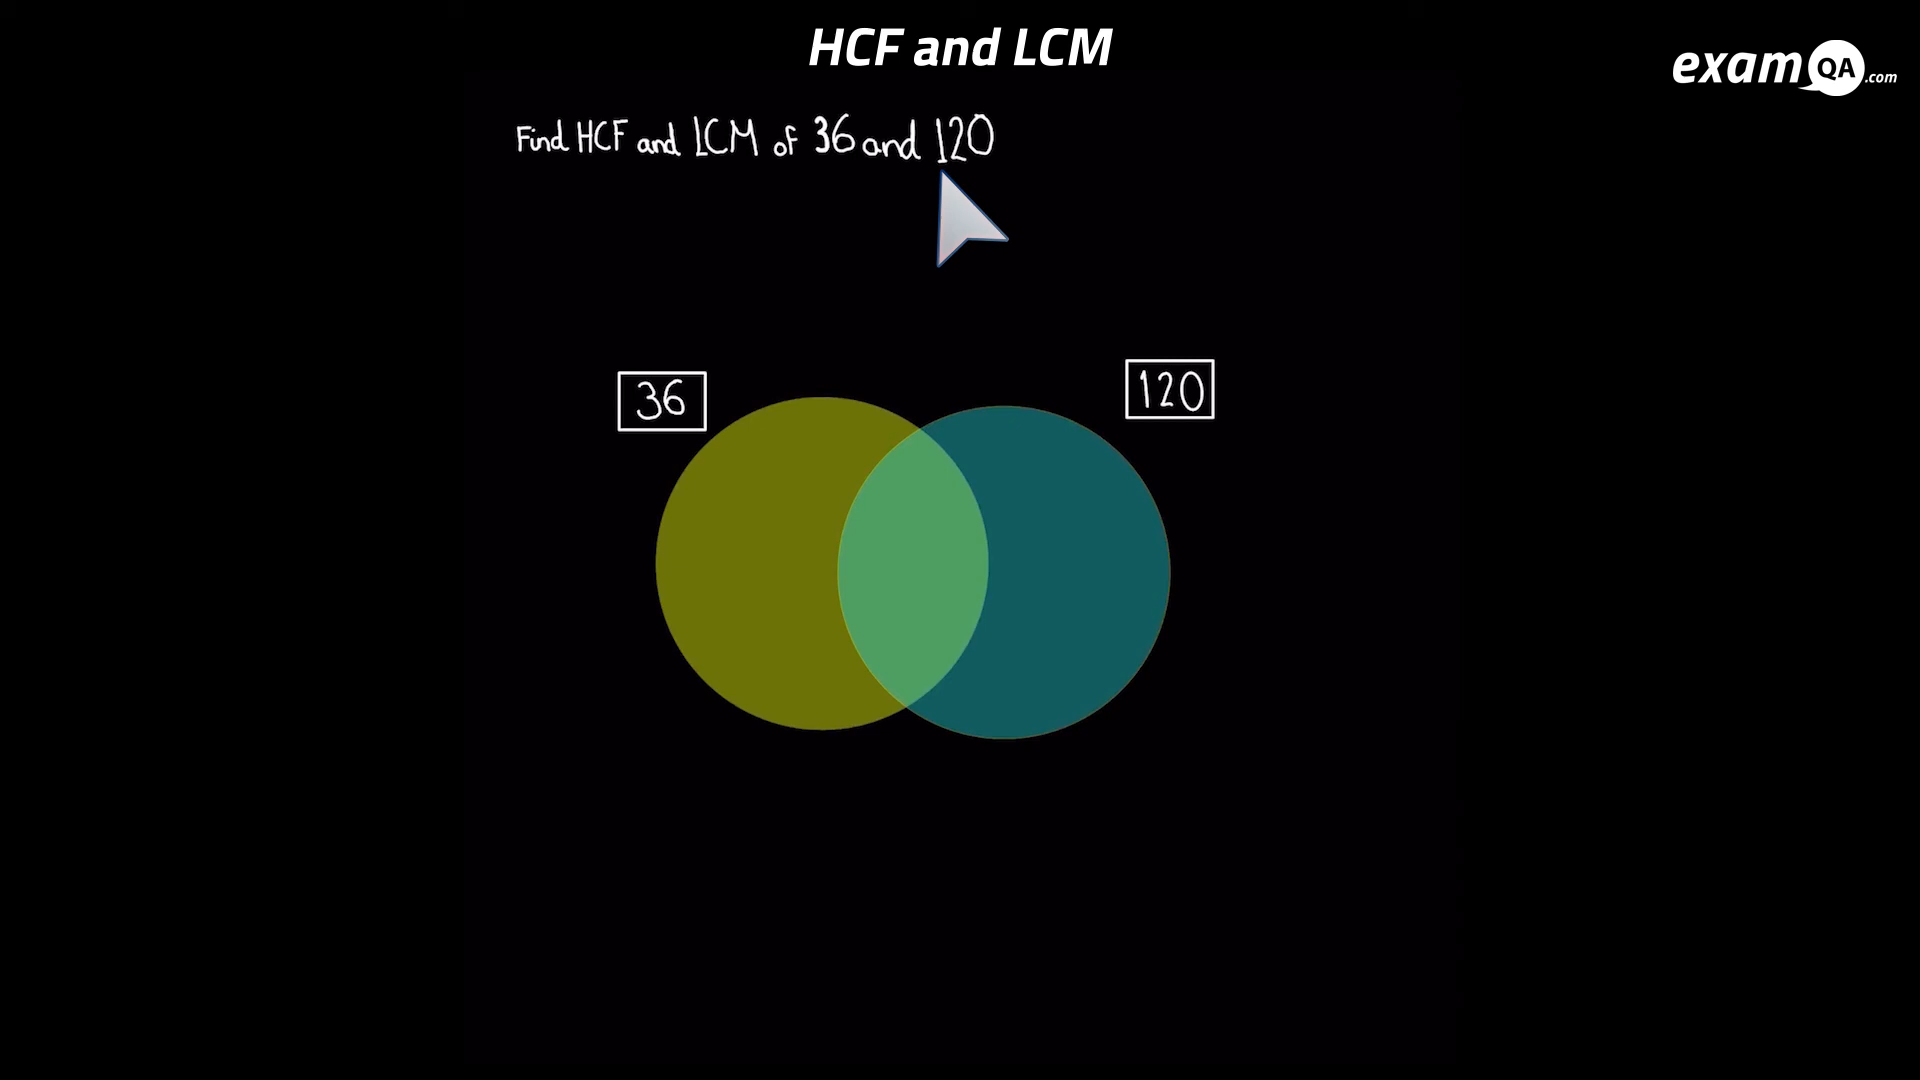 HCF and LCM
examQA.com
Find HCF and LCM of 36 and 120
36
120